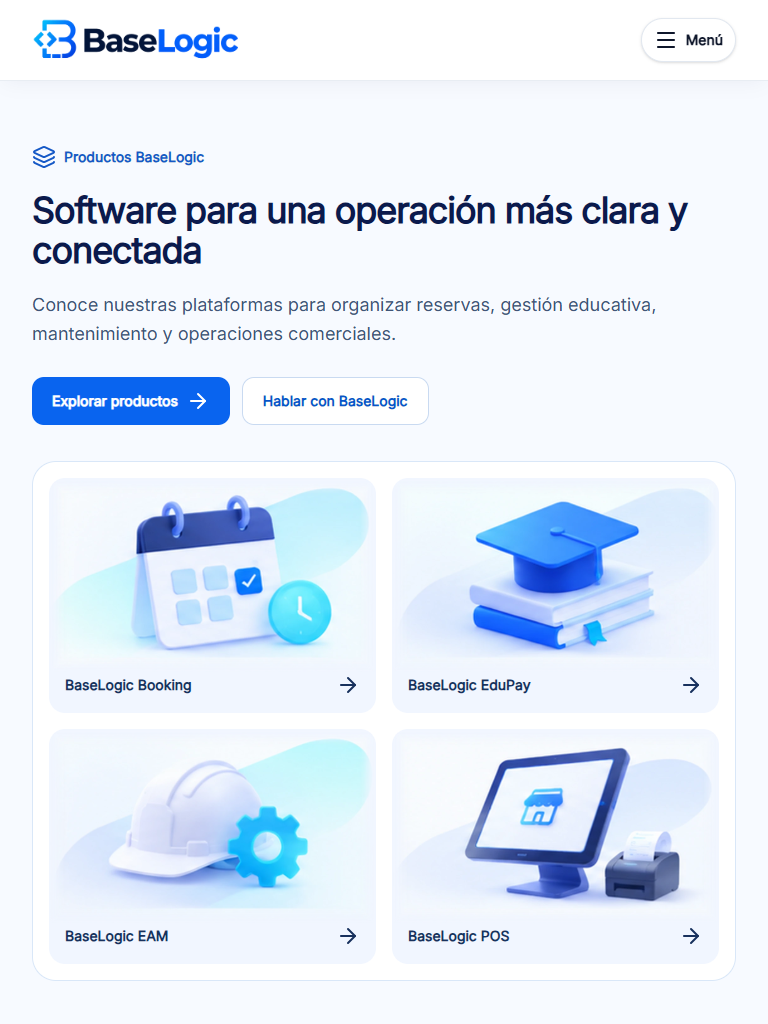 BaseLogic
Menú
Productos BaseLogic
Software para una operación más clara y
conectada
Conoce nuestras plataformas para organizar reservas, gestión educativa,
mantenimiento y operaciones comerciales.
Explorar productos
Hablar con BaseLogic
BaseLogic Booking
BaseLogic EduPay
BaseLogic EAM
BaseLogic POS